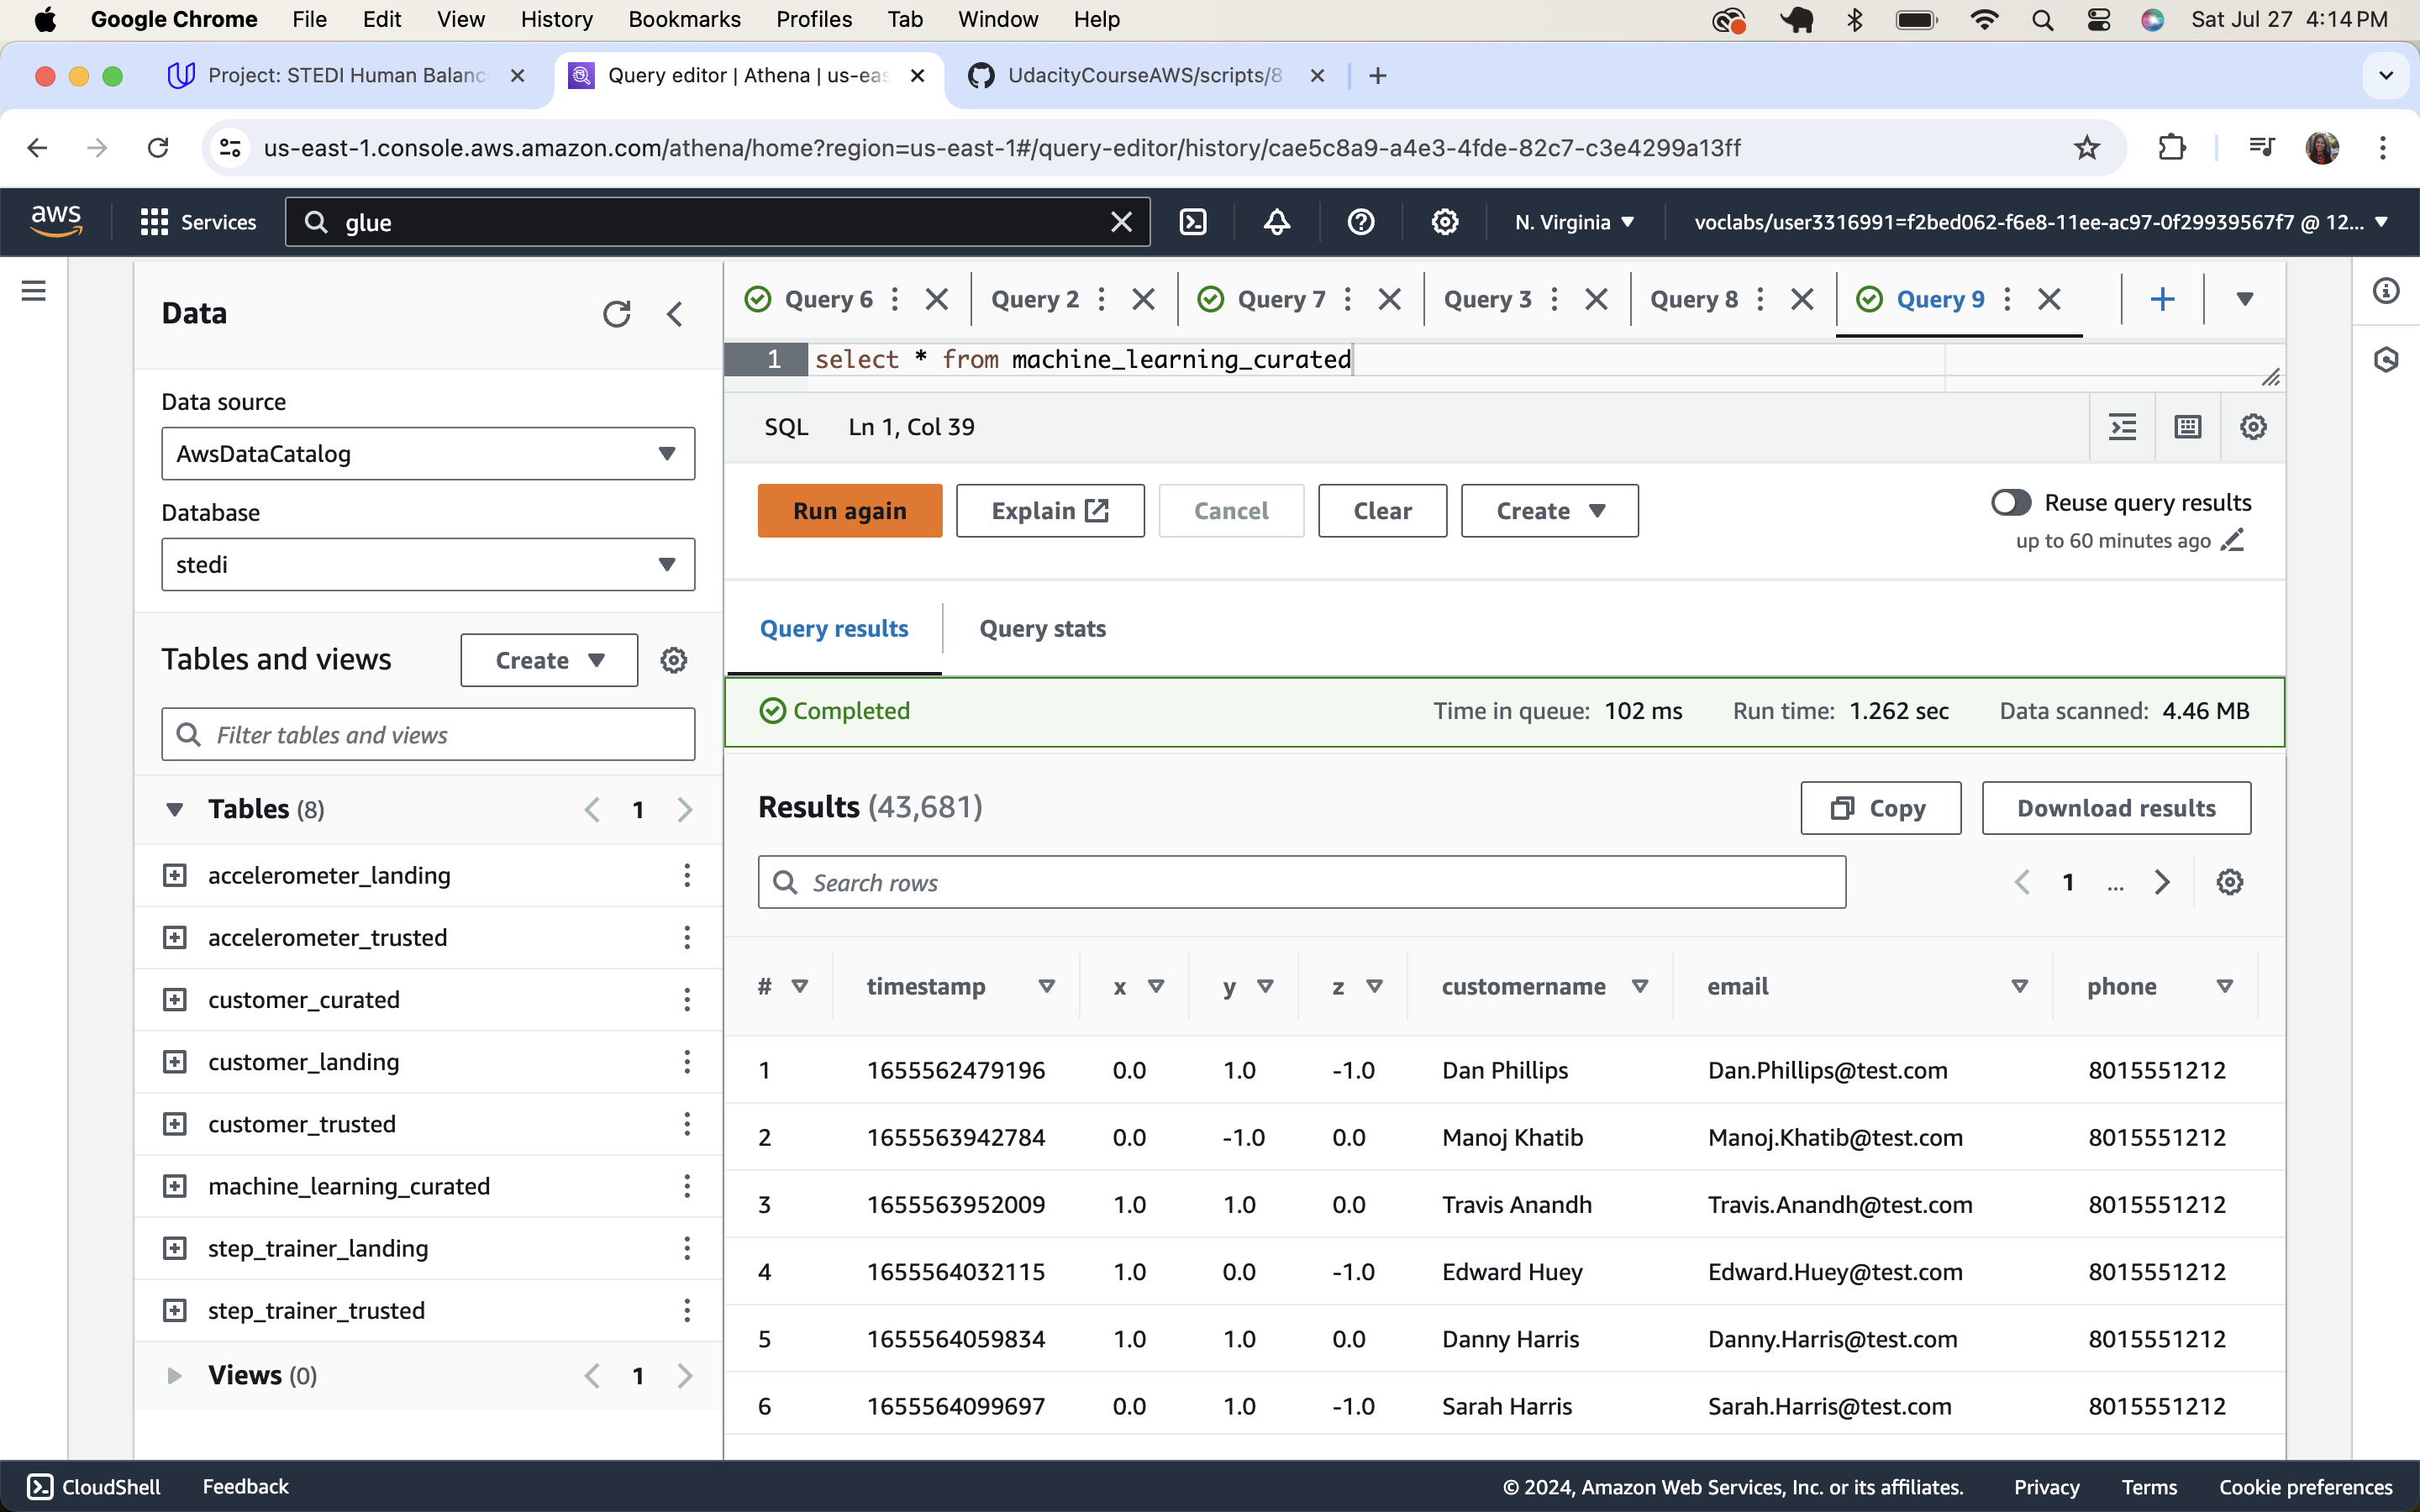 Google Chrome File Edit View History Bookmarks Profiles Tab Window Help Sat Jul 27 4:14 PM
Project: STEDI Human Balanc Query editor | Athena | us-eas UdacityCourseAWS/scripts/8
us-east-1.console.aws.amazon.com/athena/home?region=us-east-1#/query-editor/history/cae5c8a9-a4e3-4fde-82c7-c3e4299a13ff
aws Services glue N. Virginia voclabs/user3316991=f2bed062-f6e8-11ee-ac97-0f29939567f7 @ 12...
Data
Data source
AwsDataCatalog
Database
stedi
Tables and views Create
Filter tables and views
Tables (8) 1
accelerometer_landing
accelerometer_trusted
customer_curated
customer_landing
customer_trusted
machine_learning_curated
step_trainer_landing
step_trainer_trusted
Views (0) 1
Query 6 Query 2 Query 7 Query 3 Query 8 Query 9
1 select * from machine_learning_curated
SQL Ln 1, Col 39
Run again Explain Cancel Clear Create Reuse query results
up to 60 minutes ago
Query results Query stats
Completed Time in queue: 102 ms Run time: 1.262 sec Data scanned: 4.46 MB
Results (43,681) Copy Download results
Search rows 1 ...
# timestamp x y z customername email phone
1 1655562479196 0.0 1.0 -1.0 Dan Phillips Dan.Phillips@test.com 8015551212
2 1655563942784 0.0 -1.0 0.0 Manoj Khatib Manoj.Khatib@test.com 8015551212
3 1655563952009 1.0 1.0 0.0 Travis Anandh Travis.Anandh@test.com 8015551212
4 1655564032115 1.0 0.0 -1.0 Edward Huey Edward.Huey@test.com 8015551212
5 1655564059834 1.0 1.0 0.0 Danny Harris Danny.Harris@test.com 8015551212
6 1655564099697 0.0 1.0 -1.0 Sarah Harris Sarah.Harris@test.com 8015551212
CloudShell Feedback © 2024, Amazon Web Services, Inc. or its affiliates. Privacy Terms Cookie preferences